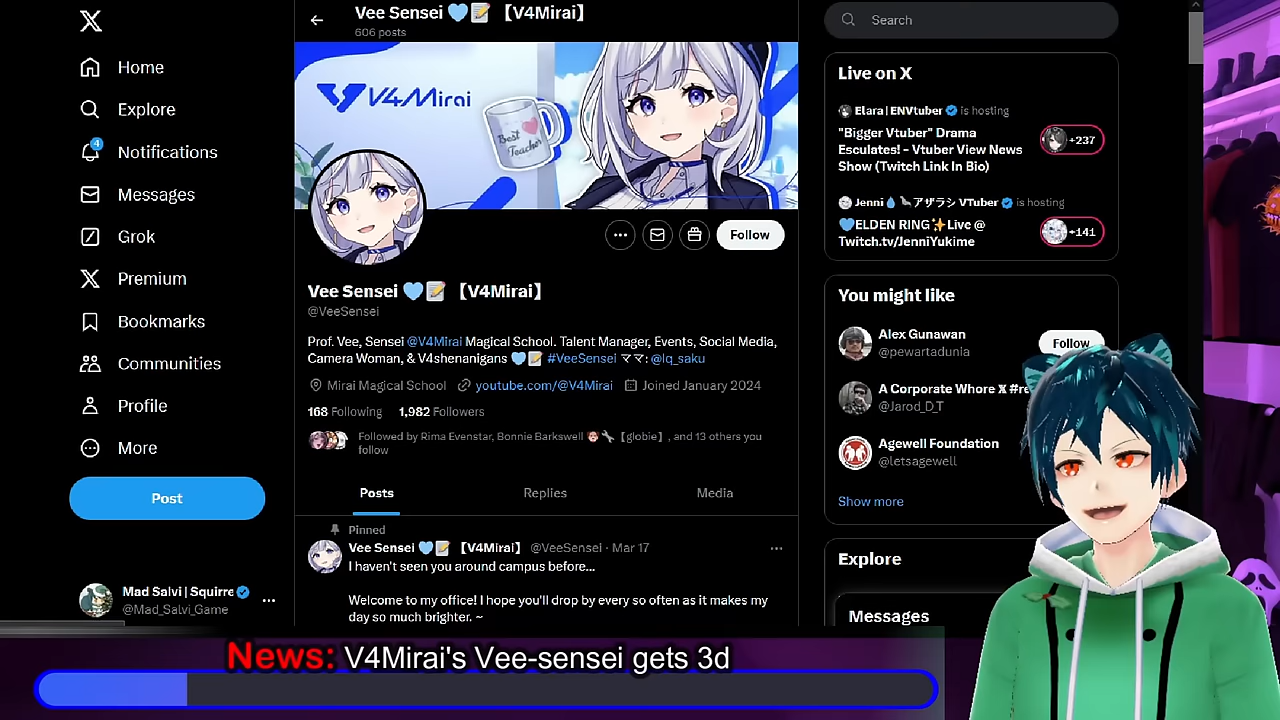 Vee Sensei 🩵📝 【V4Mirai】
606 posts
V4Mirai
Best Teacher
Follow
Vee Sensei 🩵📝 【V4Mirai】
@VeeSensei
Prof. Vee, Sensei @V4Mirai Magical School. Talent Manager, Events, Social Media,
Camera Woman, & V4shenanigans 🩵📝 #VeeSensei ママ: @lq_saku
Mirai Magical School youtube.com/@V4Mirai Joined January 2024
168 Following 1,982 Followers
Followed by Rima Evenstar, Bonnie Barkswell 【globie】, and 13 others you
follow
Posts Replies Media
Pinned
Vee Sensei 🩵📝 【V4Mirai】 @VeeSensei · Mar 17
I haven't seen you around campus before...
Welcome to my office! I hope you'll drop by every so often as it makes my
day so much brighter. ~
Home
Explore
4
Notifications
Messages
Grok
Premium
Bookmarks
Communities
Profile
More
Post
Mad Salvi | Squirre
@Mad_Salvi_Game
Search
Live on X
Elara | ENVtuber is hosting
"Bigger Vtuber" Drama
Esculates! - Vtuber View News
Show (Twitch Link In Bio)
+237
Jenni💧🦭アザラシ VTuber is hosting
🩵ELDEN RING✨Live @
Twitch.tv/JenniYukime
+141
You might like
Alex Gunawan
@pewartadunia
Follow
A Corporate Whore 𝕏 #re
@Jarod_D_T
Agewell Foundation
@letsagewell
Show more
Explore
Messages
News: V4Mirai's Vee-sensei gets 3d